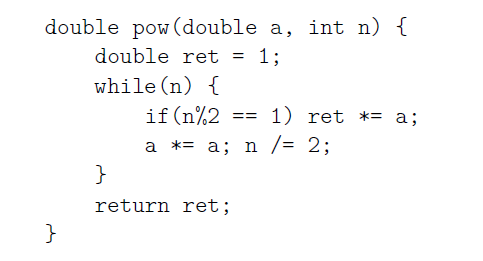 double pow(double a, int n) {
    double ret = 1;
    while(n) {
        if(n%2 == 1) ret *= a;
        a *= a; n /= 2;
    }
    return ret;
}